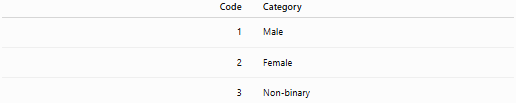 Code Category
1 Male
2 Female
3 Non-binary